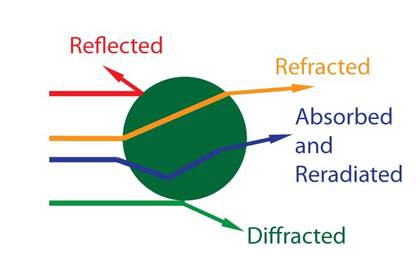 Reflected
Refracted
Absorbed
and
Reradiated
Diffracted